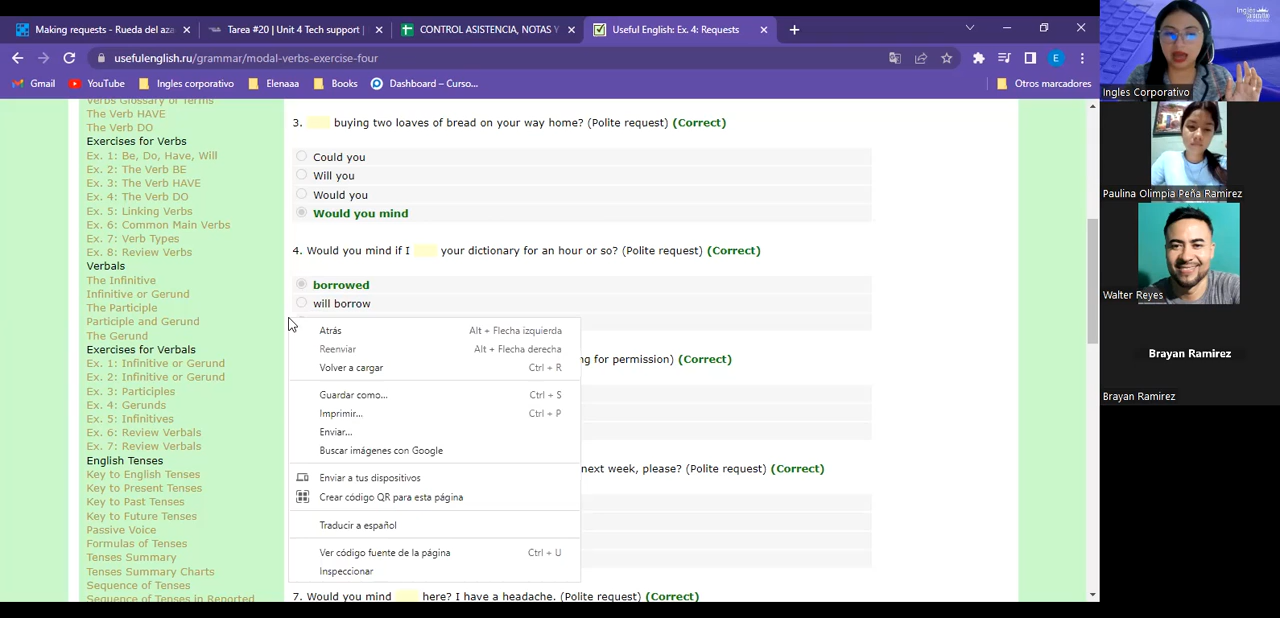 Making requests - Rueda del aza
Tarea #20 | Unit 4 Tech support |
CONTROL ASISTENCIA, NOTAS Y
Useful English: Ex. 4: Requests
usefulenglish.ru/grammar/modal-verbs-exercise-four
E
Gmail
YouTube
Ingles corporativo
Elenaaa
Books
Dashboard – Curso...
Otros marcadores
Verbs Glossary of Terms
The Verb HAVE
The Verb DO
Exercises for Verbs
Ex. 1: Be, Do, Have, Will
Ex. 2: The Verb BE
Ex. 3: The Verb HAVE
Ex. 4: The Verb DO
Ex. 5: Linking Verbs
Ex. 6: Common Main Verbs
Ex. 7: Verb Types
Ex. 8: Review Verbs
Verbals
The Infinitive
Infinitive or Gerund
The Participle
Participle and Gerund
The Gerund
Exercises for Verbals
Ex. 1: Infinitive or Gerund
Ex. 2: Infinitive or Gerund
Ex. 3: Participles
Ex. 4: Gerunds
Ex. 5: Infinitives
Ex. 6: Review Verbals
Ex. 7: Review Verbals
English Tenses
Key to English Tenses
Key to Present Tenses
Key to Past Tenses
Key to Future Tenses
Passive Voice
Formulas of Tenses
Tenses Summary
Tenses Summary Charts
Sequence of Tenses
Sequence of Tenses in Reported
3. buying two loaves of bread on your way home? (Polite request) (Correct)
Could you
Will you
Would you
Would you mind
4. Would you mind if I your dictionary for an hour or so? (Polite request) (Correct)
borrowed
will borrow
ng for permission) (Correct)
next week, please? (Polite request) (Correct)
7. Would you mind here? I have a headache. (Polite request) (Correct)
Atrás Alt + Flecha izquierda
Reenviar Alt + Flecha derecha
Volver a cargar Ctrl + R
Guardar como... Ctrl + S
Imprimir... Ctrl + P
Enviar...
Buscar imágenes con Google
Enviar a tus dispositivos
Crear código QR para esta página
Traducir a español
Ver código fuente de la página Ctrl + U
Inspeccionar
Ingles Corporativo
Paulina Olimpia Peña Ramirez
Walter Reyes
Brayan Ramirez
Brayan Ramirez